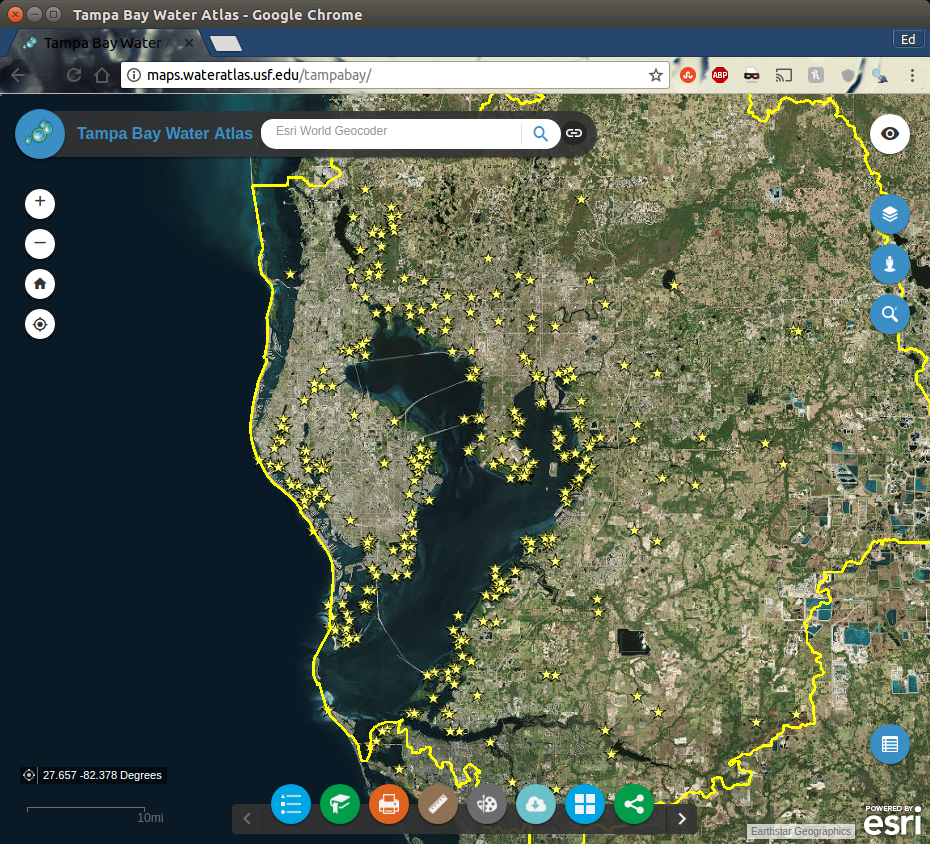 Tampa Bay Water Atlas - Google Chrome
Tampa Bay Water A
Ed
maps.wateratlas.usf.edu/tampabay/
ABP
Tampa Bay Water Atlas
Esri World Geocoder
27.657 -82.378 Degrees
10mi
POWERED BY
esri
Earthstar Geographics